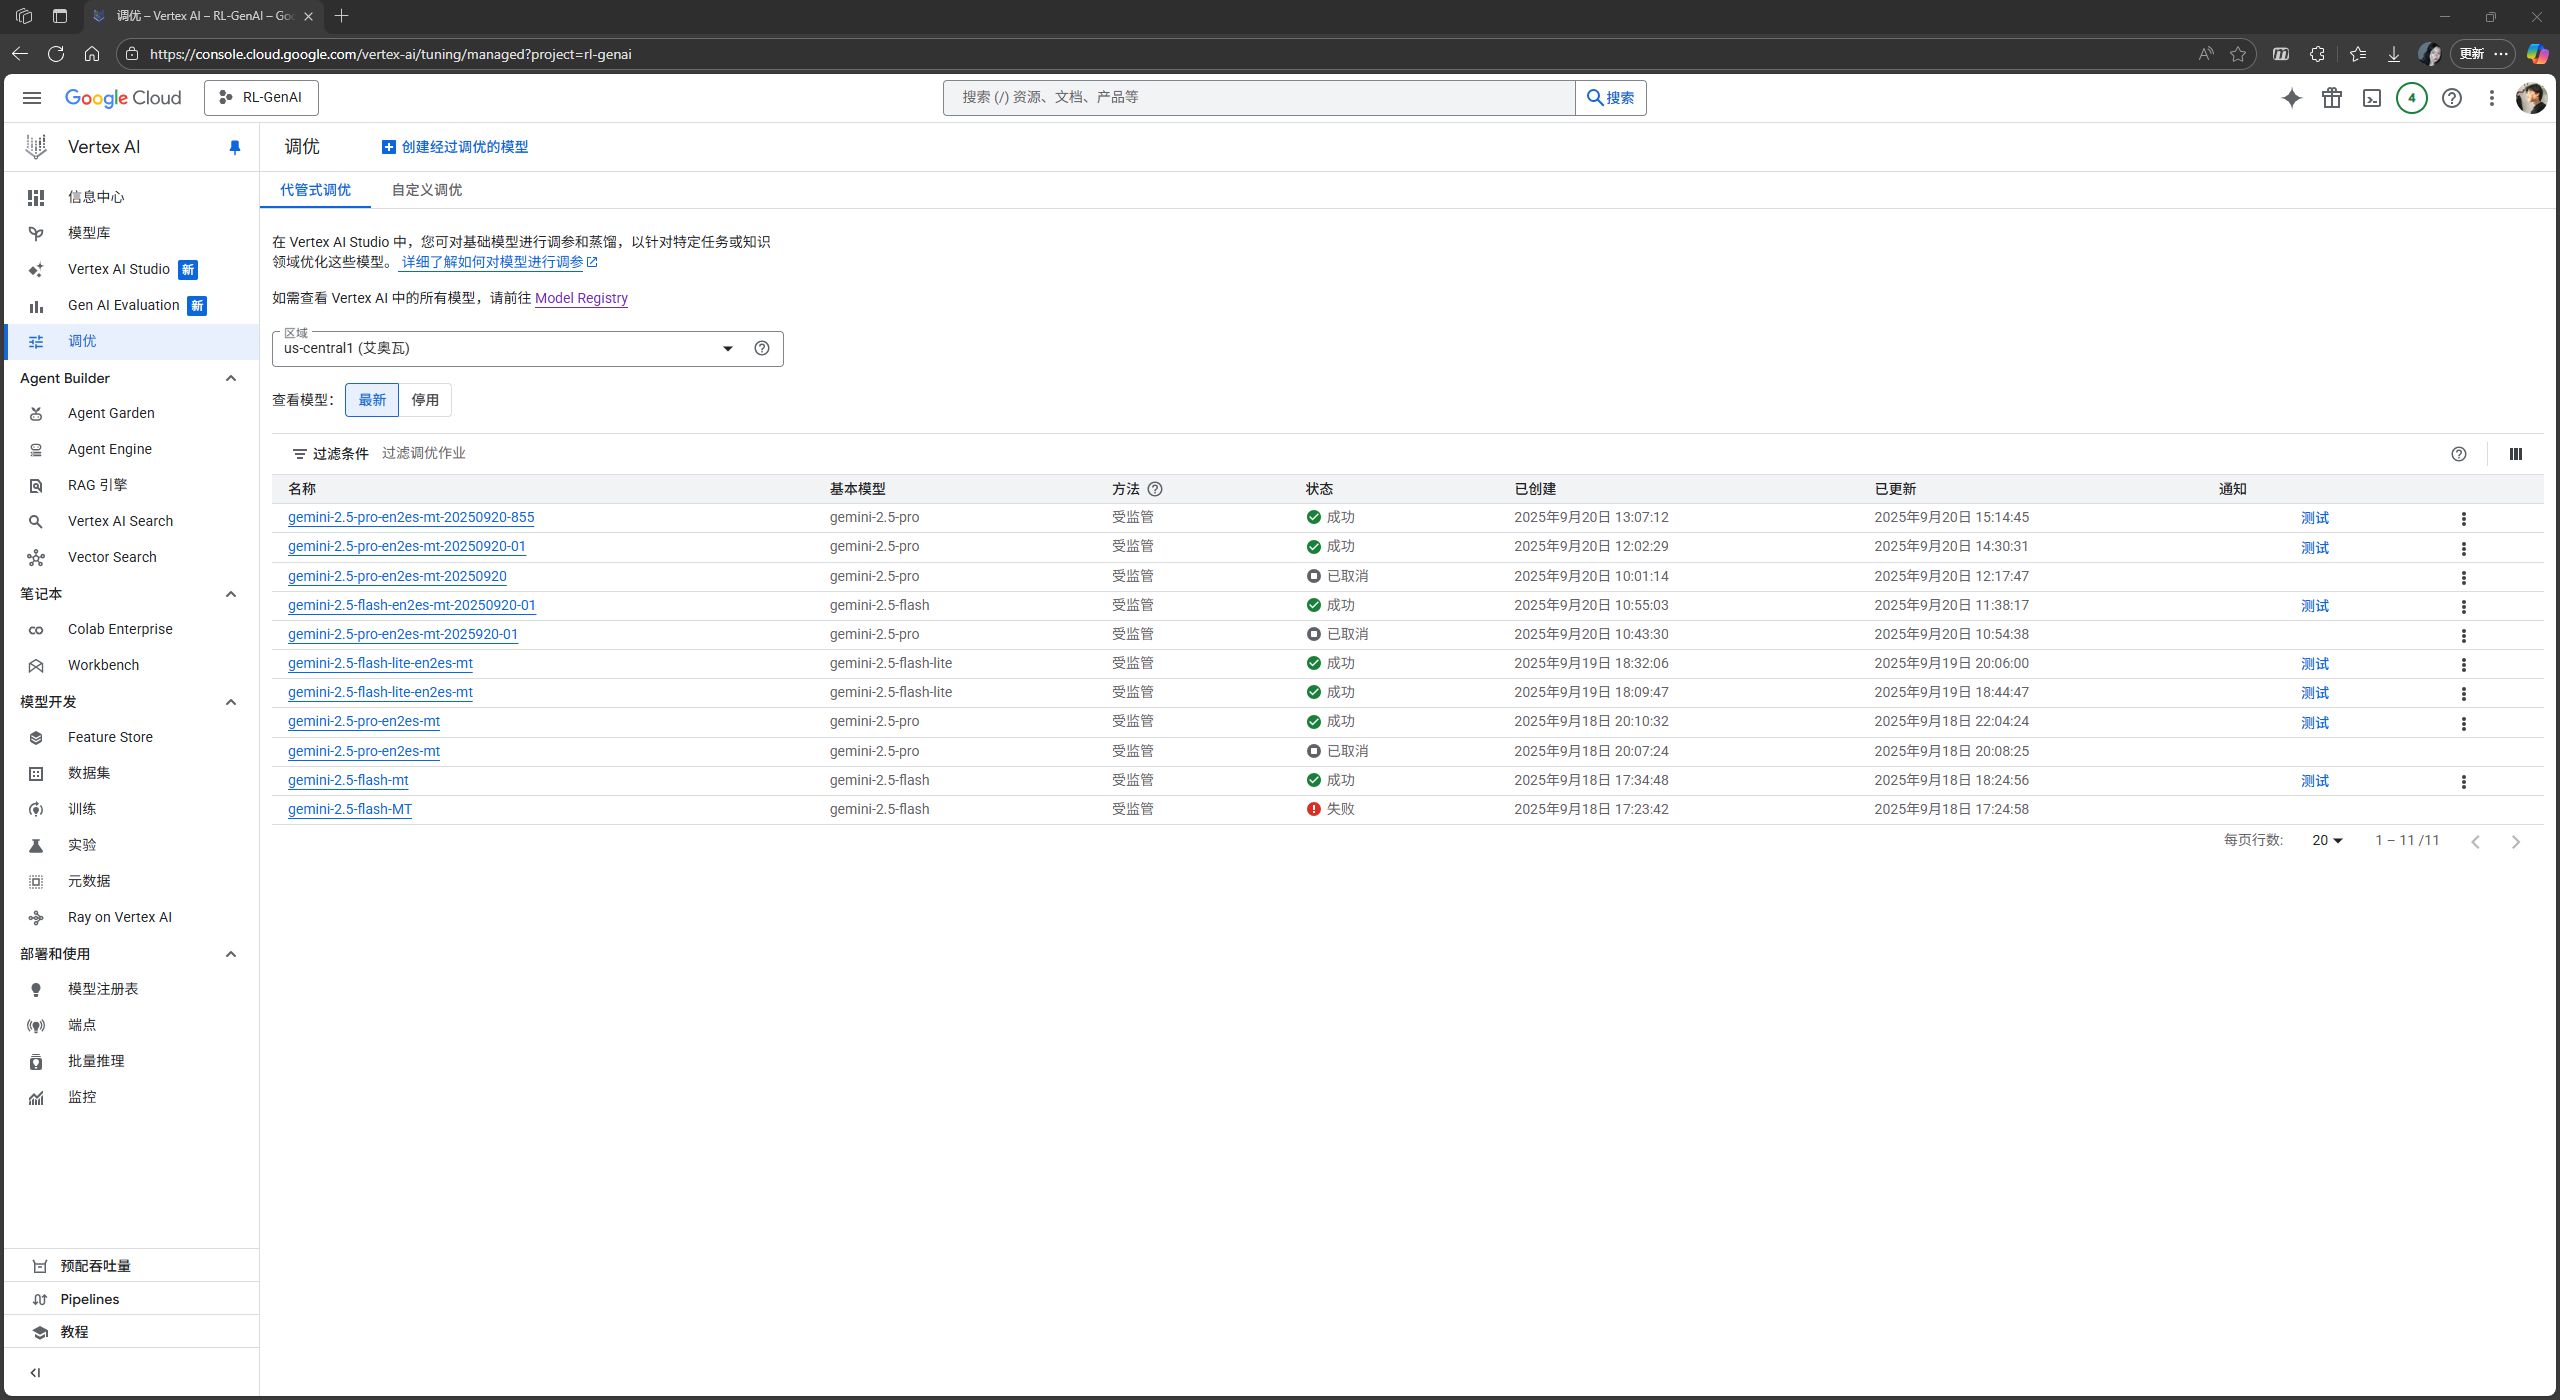 调优 – Vertex AI – RL-GenAI – Goo
https://console.cloud.google.com/vertex-ai/tuning/managed?project=rl-genai
更新
Google Cloud
RL-GenAI
搜索 (/) 资源、文档、产品等
搜索
4
Vertex AI
调优
创建经过调优的模型
信息中心
模型库
Vertex AI Studio 新
Gen AI Evaluation 新
调优
Agent Builder
Agent Garden
Agent Engine
RAG 引擎
Vertex AI Search
Vector Search
笔记本
Colab Enterprise
Workbench
模型开发
Feature Store
数据集
训练
实验
元数据
Ray on Vertex AI
部署和使用
模型注册表
端点
批量推理
监控
预配吞吐量
Pipelines
教程
代管式调优 自定义调优
在 Vertex AI Studio 中，您可对基础模型进行调参和蒸馏，以针对特定任务或知识
领域优化这些模型。 详细了解如何对模型进行调参
如需查看 Vertex AI 中的所有模型，请前往 Model Registry
区域
us-central1 (艾奥瓦)
查看模型： 最新 停用
过滤条件 过滤调优作业
名称 基本模型 方法 状态 已创建 已更新 通知
gemini-2.5-pro-en2es-mt-20250920-855 gemini-2.5-pro 受监管 成功 2025年9月20日 13:07:12 2025年9月20日 15:14:45 测试
gemini-2.5-pro-en2es-mt-20250920-01 gemini-2.5-pro 受监管 成功 2025年9月20日 12:02:29 2025年9月20日 14:30:31 测试
gemini-2.5-pro-en2es-mt-20250920 gemini-2.5-pro 受监管 已取消 2025年9月20日 10:01:14 2025年9月20日 12:17:47
gemini-2.5-flash-en2es-mt-20250920-01 gemini-2.5-flash 受监管 成功 2025年9月20日 10:55:03 2025年9月20日 11:38:17 测试
gemini-2.5-pro-en2es-mt-2025920-01 gemini-2.5-pro 受监管 已取消 2025年9月20日 10:43:30 2025年9月20日 10:54:38
gemini-2.5-flash-lite-en2es-mt gemini-2.5-flash-lite 受监管 成功 2025年9月19日 18:32:06 2025年9月19日 20:06:00 测试
gemini-2.5-flash-lite-en2es-mt gemini-2.5-flash-lite 受监管 成功 2025年9月19日 18:09:47 2025年9月19日 18:44:47 测试
gemini-2.5-pro-en2es-mt gemini-2.5-pro 受监管 成功 2025年9月18日 20:10:32 2025年9月18日 22:04:24 测试
gemini-2.5-pro-en2es-mt gemini-2.5-pro 受监管 已取消 2025年9月18日 20:07:24 2025年9月18日 20:08:25
gemini-2.5-flash-mt gemini-2.5-flash 受监管 成功 2025年9月18日 17:34:48 2025年9月18日 18:24:56 测试
gemini-2.5-flash-MT gemini-2.5-flash 受监管 失败 2025年9月18日 17:23:42 2025年9月18日 17:24:58
每页行数: 20 1 – 11 /11